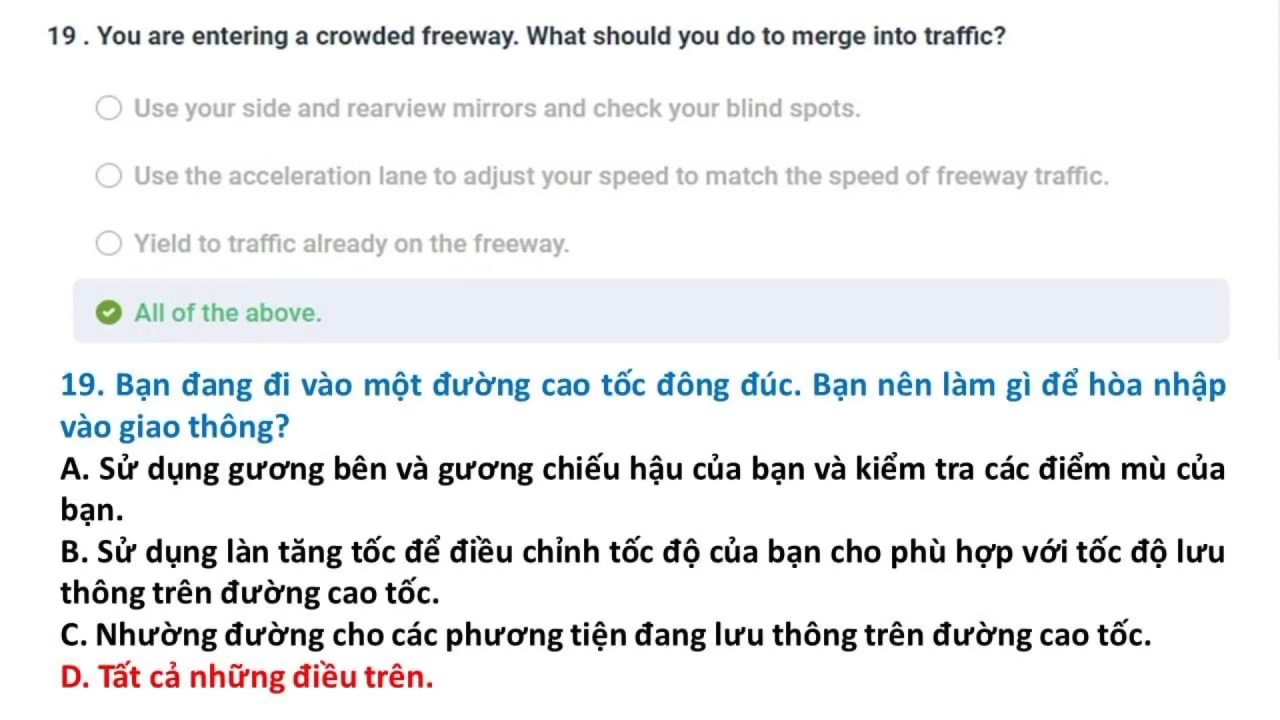 19 . You are entering a crowded freeway. What should you do to merge into traffic?
Use your side and rearview mirrors and check your blind spots.
Use the acceleration lane to adjust your speed to match the speed of freeway traffic.
Yield to traffic already on the freeway.
All of the above.
19. Bạn đang đi vào một đường cao tốc đông đúc. Bạn nên làm gì để hòa nhập
vào giao thông?
A. Sử dụng gương bên và gương chiếu hậu của bạn và kiểm tra các điểm mù của
bạn.
B. Sử dụng làn tăng tốc để điều chỉnh tốc độ của bạn cho phù hợp với tốc độ lưu
thông trên đường cao tốc.
C. Nhường đường cho các phương tiện đang lưu thông trên đường cao tốc.
D. Tất cả những điều trên.